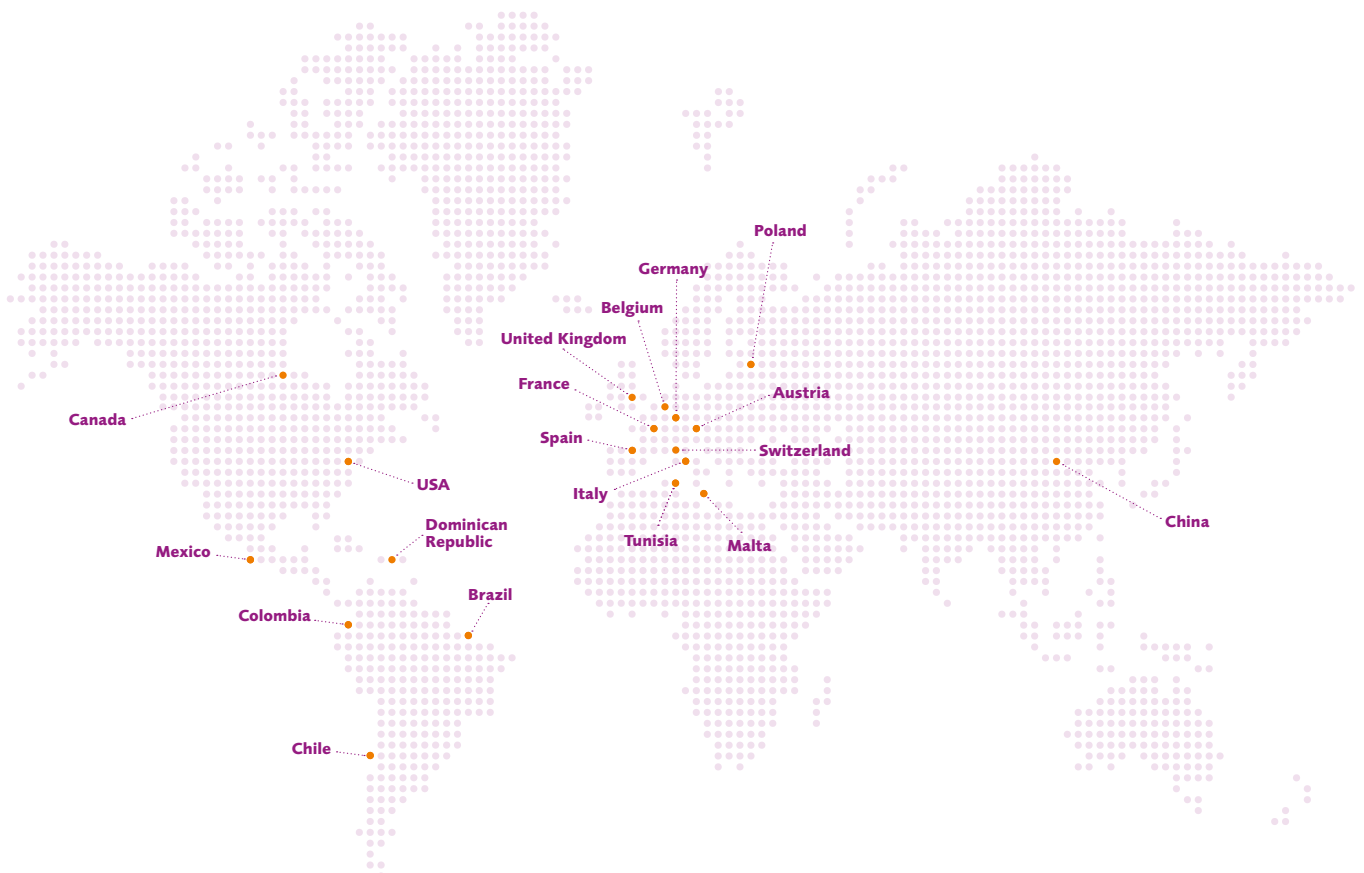 Poland
Germany
Belgium
United Kingdom
France
Austria
Canada
Spain
Switzerland
USA
Italy
China
Dominican
Republic
Tunisia
Malta
Mexico
Brazil
Colombia
Chile